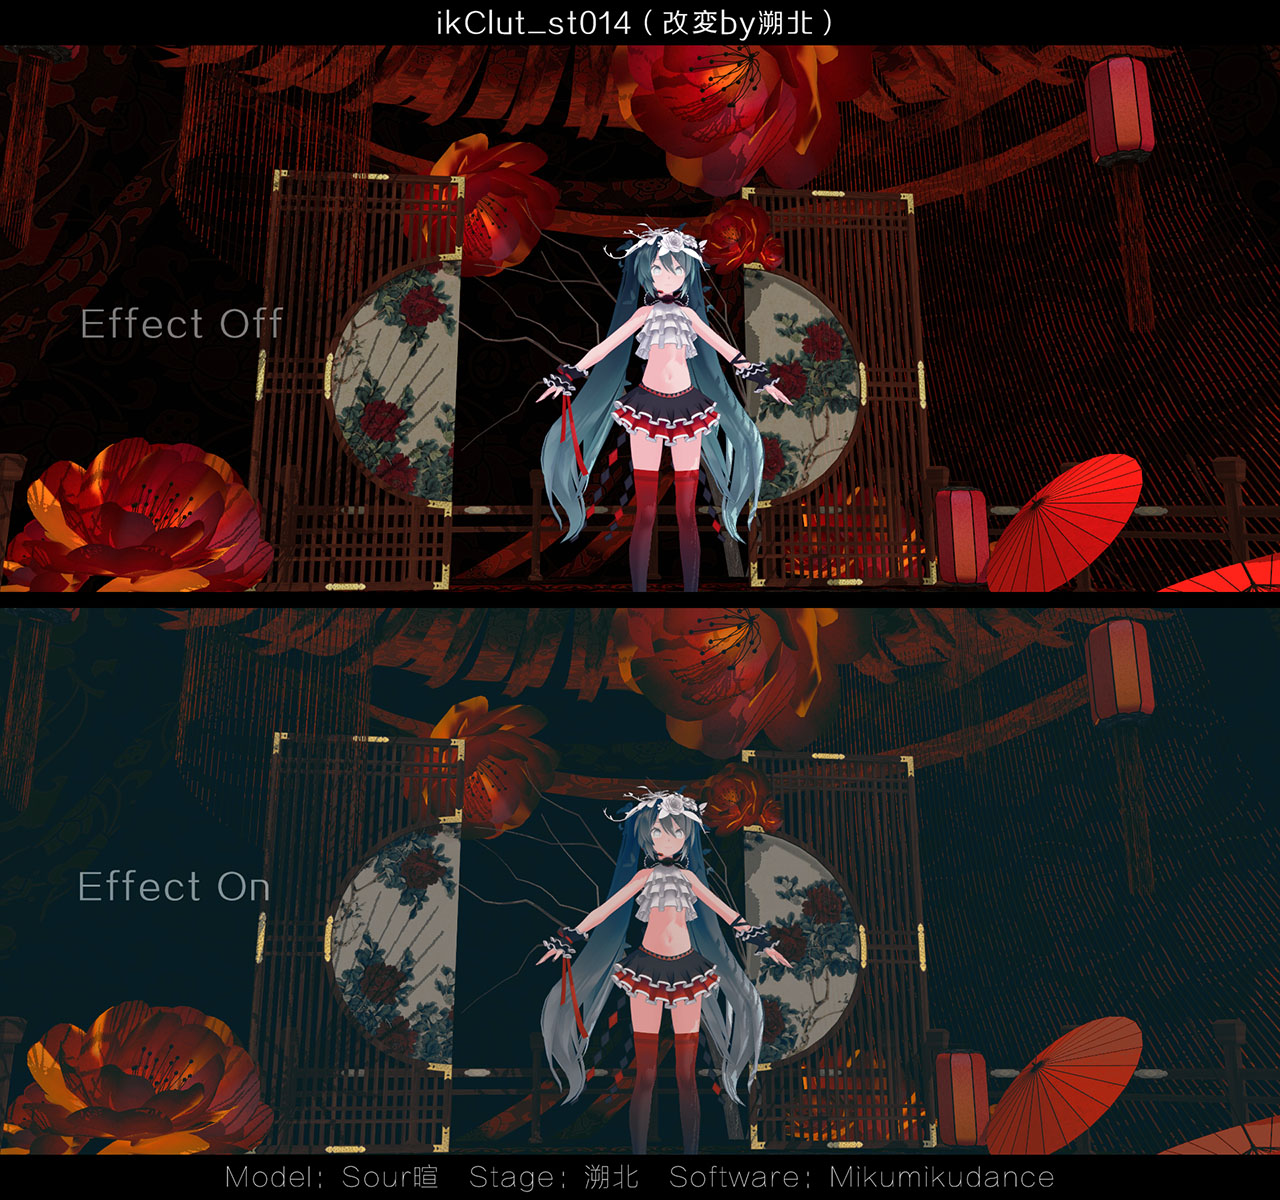 ikClut_st014（改変by溯北）
Effect Off
Effect On
Model: Sour暄 Stage: 溯北 Software: Mikumikudance